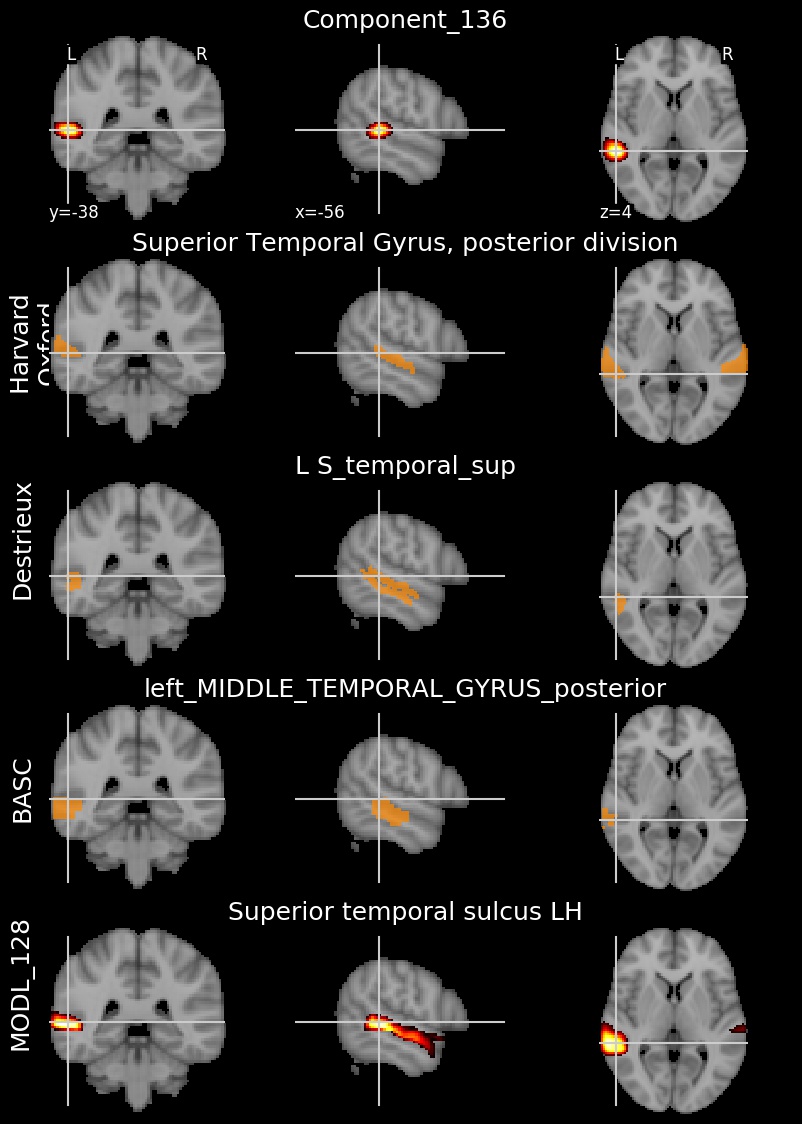 Component_136
L R
L R
y=-38
x=-56
z=4
Superior Temporal Gyrus, posterior division
Harvard
Oxford
L S_temporal_sup
Destrieux
left_MIDDLE_TEMPORAL_GYRUS_posterior
BASC
Superior temporal sulcus LH
MODL_128